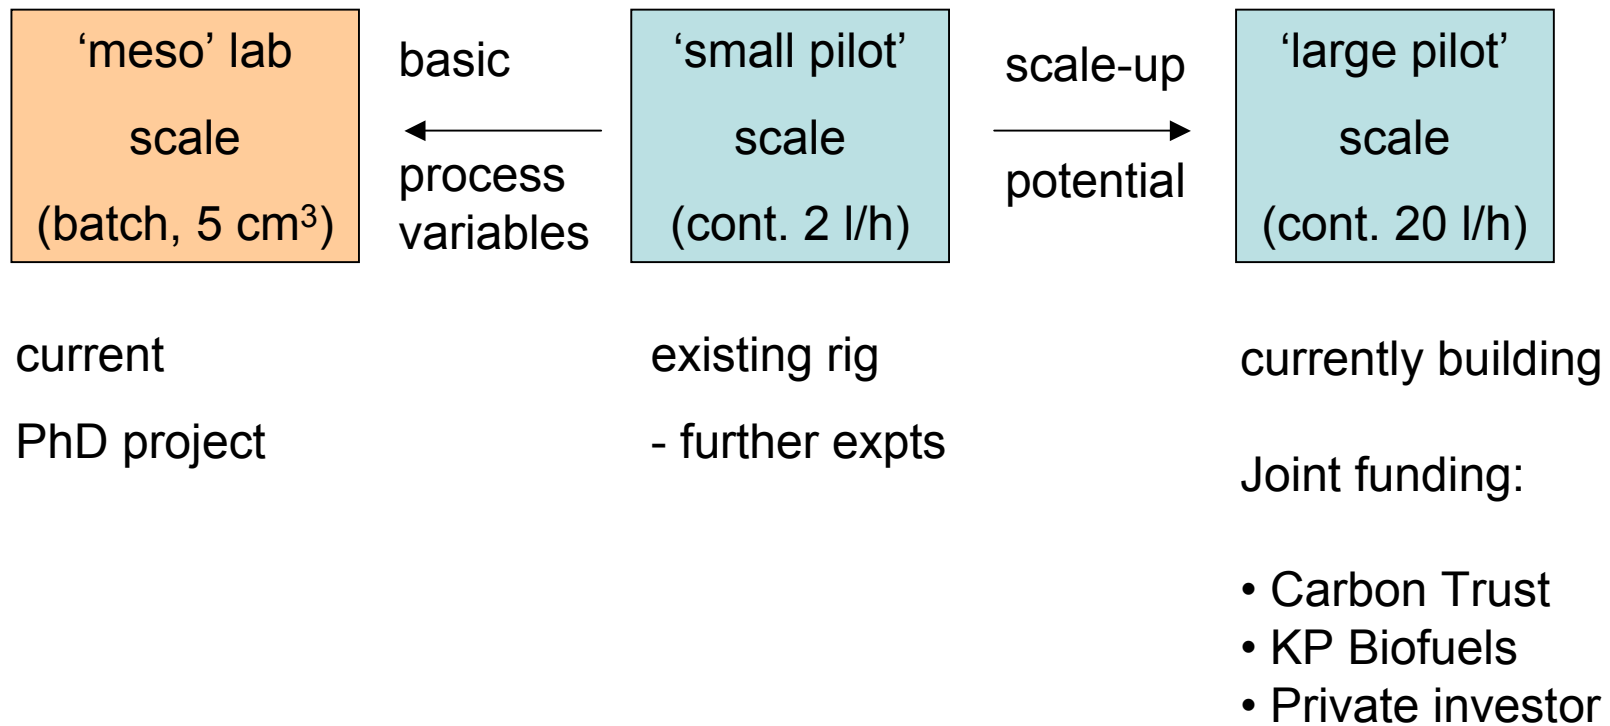 ‘meso’ lab
scale
(batch, 5 cm³)
basic
process
variables
‘small pilot’
scale
(cont. 2 l/h)
scale-up
potential
‘large pilot’
scale
(cont. 20 l/h)
current
PhD project
existing rig
- further expts
currently building
Joint funding:
• Carbon Trust
• KP Biofuels
• Private investor